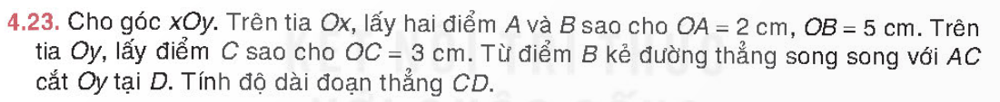 4.23. Cho góc xOy. Trên tia Ox, lấy hai điểm A và B sao cho OA = 2 cm, OB = 5 cm. Trên
tia Oy, lấy điểm C sao cho OC = 3 cm. Từ điểm B kẻ đường thẳng song song với AC
cắt Oy tại D. Tính độ dài đoạn thẳng CD.